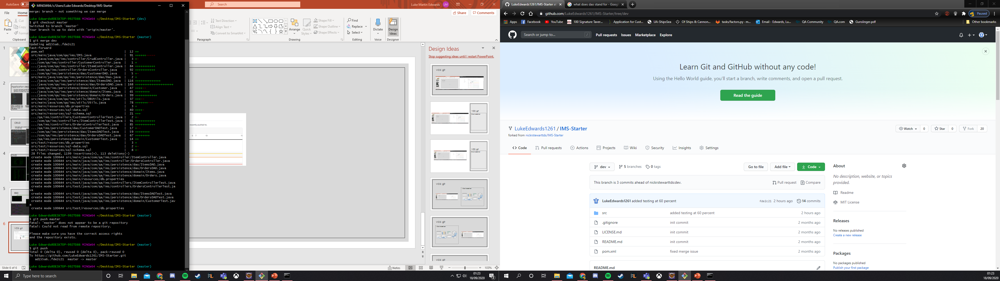 AutoSave
MINGW64:/c/Users/Luke Edwards/Desktop/IMS-Starter
Search
Luke Martin Edwards
LM
File
Home
Share
Comments
Paste
Cut
Copy
Format
Clipboard
Text Direction
Align Text
Convert to SmartArt
Paragraph
Arrange
Quick
Styles
Shape Fill
Shape Outline
Shape Effects
Drawing
Find
Replace
Select
Editing
Dictate
Voice
Design
Ideas
Designer
merge: branch - not something we can merge
Luke Edwards@DESKTOP-992TO86 MINGW64 ~/Desktop/IMS-Starter (dev)
$ git checkout master
Switched to branch 'master'
Your branch is up to date with 'origin/master'.
Luke Edwards@DESKTOP-992TO86 MINGW64 ~/Desktop/IMS-Starter (master)
$ git merge dev
Updating ad155a6..fde2c21
Fast-forward
pom.xml | 12 ++
src/main/java/com/qa/ims/IMS.java | 91 ++++++-----
.../java/com/qa/ims/controller/CrudController.java | 3 +-
.../com/qa/ims/controller/CustomerController.java | 1 +
.../java/com/qa/ims/controller/ItemController.java | 84 +++++++++++
.../com/qa/ims/controller/OrdersController.java | 92 +++++++++++
.../com/qa/ims/persistence/dao/CustomerDAO.java | 5 +-
src/main/java/com/qa/ims/persistence/dao/Dao.java | 2 +
.../java/com/qa/ims/persistence/dao/ItemsDAO.java | 116 ++++++++++++++
.../java/com/qa/ims/persistence/dao/OrdersDAO.java | 168 +++++++++++++++++++++
.../com/qa/ims/persistence/domain/Customer.java | 47 ++++--
.../java/com/qa/ims/persistence/domain/Items.java | 65 ++++++++
.../java/com/qa/ims/persistence/domain/Orders.java | 99 ++++++++++++
src/main/java/com/qa/ims/utils/DBUtils.java | 37 +++--
src/main/java/com/qa/ims/utils/Utils.java | 78 +++++++---
src/main/resources/db.properties | 3 +
src/main/resources/sql-data.sql | 40 ++++-
src/main/resources/sql-schema.sql | 21 +++
.../qa/ims/controllers/CustomerControllerTest.java | 2 +-
.../com/qa/ims/controllers/ItemControllerTest.java | 91 +++++++++++
.../qa/ims/controllers/OrdersControllerTest.java | 85 +++++++++++
.../qa/ims/persistence/dao/CustomerDAOTest.java | 17 +--
.../com/qa/ims/persistence/dao/ItemsDAOTest.java | 59 ++++++++
.../com/qa/ims/persistence/dao/OrdersDAOTest.java | 67 ++++++++
.../qa/ims/persistence/domain/CustomerTest.java | 14 ++
src/test/resources/db.properties | 3 +
src/test/resources/sql-data.sql | 2 +-
src/test/resources/sql-schema.sql | 8 +-
28 files changed, 1199 insertions(+), 113 deletions(-)
create mode 100644 src/main/java/com/qa/ims/controller/ItemController.java
create mode 100644 src/main/java/com/qa/ims/controller/OrdersController.java
create mode 100644 src/main/java/com/qa/ims/persistence/dao/ItemsDAO.java
create mode 100644 src/main/java/com/qa/ims/persistence/dao/OrdersDAO.java
create mode 100644 src/main/java/com/qa/ims/persistence/domain/Items.java
create mode 100644 src/main/java/com/qa/ims/persistence/domain/Orders.java
create mode 100644 src/main/resources/db.properties
create mode 100644 src/test/java/com/qa/ims/controllers/ItemControllerTest.java
create mode 100644 src/test/java/com/qa/ims/controllers/OrdersControllerTest.ja
va
create mode 100644 src/test/java/com/qa/ims/persistence/dao/ItemsDAOTest.java
create mode 100644 src/test/java/com/qa/ims/persistence/dao/OrdersDAOTest.java
create mode 100644 src/test/java/com/qa/ims/persistence/domain/CustomerTest.jav
a
create mode 100644 src/test/resources/db.properties
Luke Edwards@DESKTOP-992TO86 MINGW64 ~/Desktop/IMS-Starter (master)
$ git push master
fatal: 'master' does not appear to be a git repository
fatal: Could not read from remote repository.
Please make sure you have the correct access rights
and the repository exists.
Luke Edwards@DESKTOP-992TO86 MINGW64 ~/Desktop/IMS-Starter (master)
$ git push
Total 0 (delta 0), reused 0 (delta 0), pack-reused 0
To https://github.com/LukeEdwards1261/IMS-Starter.git
ad155a6..fde2c21 master -> master
Luke Edwards@DESKTOP-992TO86 MINGW64 ~/Desktop/IMS-Starter (master)
$
1
2
3
CRUD
4
CMD
5
ERD
6
VCS: git
recently pushed to.
Design Ideas
Stop suggesting ideas until I restart PowerPoint.
VCS: git
VCS: git
VCS: git
VCS: git
VCS: git
VCS: git
Slide 6 of 6
Notes
103%
Type here to search
01:23
18/09/2020
2
LukeEdwards1261/IMS-Starter at
what does dao stand for - Goog
github.com/LukeEdwards1261/IMS-Starter/tree/dev
Paused
Apps
Facebook
YouTube
100 Signature Taver...
Application for Cust...
UA-ShipsSea
Of Ships & Cannon...
tasks/factors.py · m...
Email - Edwards, Lu...
QA Community
QA.com
Gunslinger.pdf
Other bookmarks
Search or jump to...
/
Pull requests
Issues
Marketplace
Explore
Learn Git and GitHub without any code!
Using the Hello World guide, you'll start a branch, write comments, and open a pull request.
Read the guide
LukeEdwards1261 / IMS-Starter
forked from nickrstewarttds/IMS-Starter
Watch 0
Star 0
Fork 20
Code
Pull requests
Actions
Projects
Wiki
Security
Insights
Settings
dev
5 branches
0 tags
Go to file
Add file
Code
This branch is 3 commits ahead of nickrstewarttds:dev.
Pull request
Compare
LukeEdwards1261 added testing at 60 percent
fde2c21 2 hours ago
14 commits
src added testing at 60 percent 2 hours ago
.gitignore init commit 2 months ago
LICENSE.md init commit 2 months ago
README.md init commit 2 months ago
pom.xml fixed merge issue 2 months ago
README.md
About
No description, website, or topics
provided.
Readme
MIT License
Releases
No releases published
Create a new release
Packages
No packages published
Publish your first package
01:23
18/09/2020